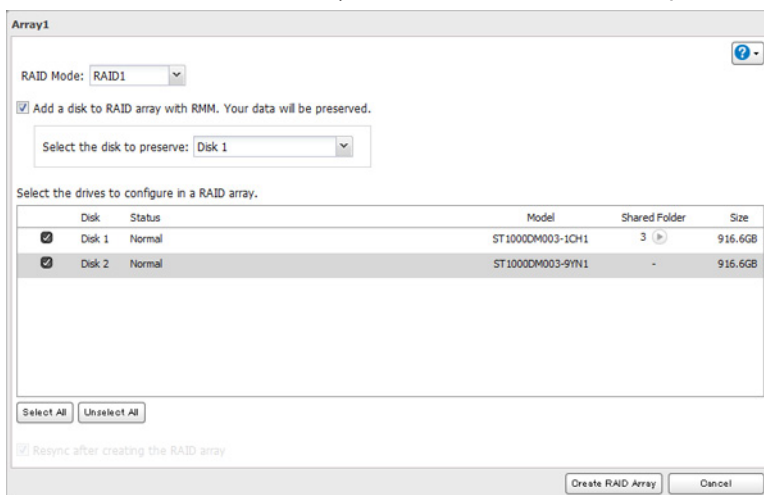 Array1
RAID Mode: RAID1
Add a disk to RAID array with RMM. Your data will be preserved.
Select the disk to preserve: Disk 1
Select the drives to configure in a RAID array.
Disk Status Model Shared Folder Size
Disk 1 Normal ST1000DM003-1CH1 3 916.6GB
Disk 2 Normal ST1000DM003-9YN1 - 916.6GB
Select All Unselect All
Resync after creating the RAID array
Create RAID Array Cancel